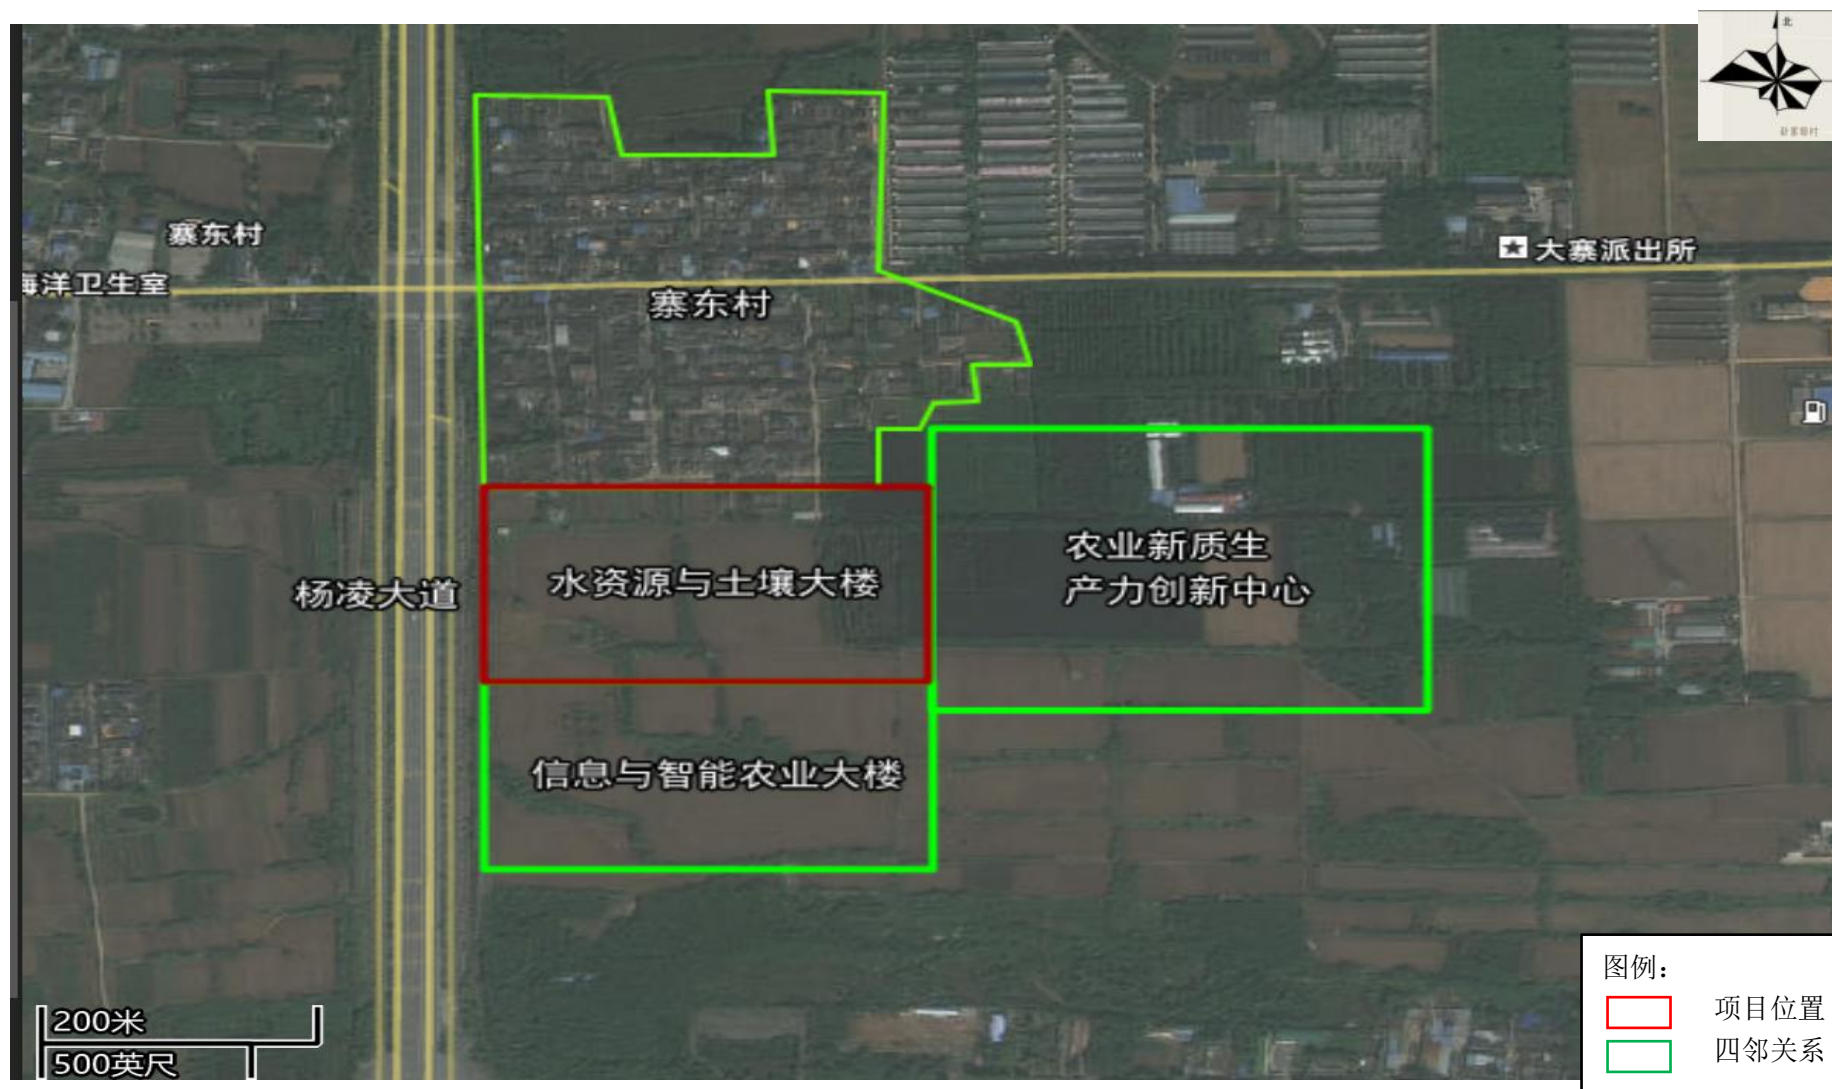 北
寨东村
大寨派出所
海洋卫生室
寨东村
农业新质生
产力创新中心
水资源与土壤大楼
杨凌大道
信息与智能农业大楼
图例：
项目位置
四邻关系
200米
500英尺